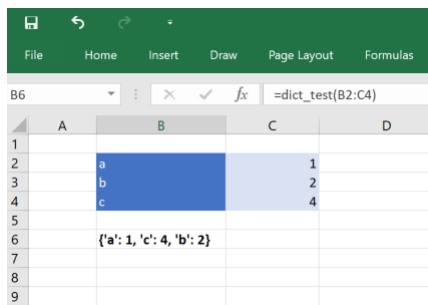 File Home Insert Draw Page Layout Formulas
B6 fx =dict_test(B2:C4)
A B C D
1
2 a 1
3 b 2
4 c 4
5
6 {'a': 1, 'c': 4, 'b': 2}
7
8
9